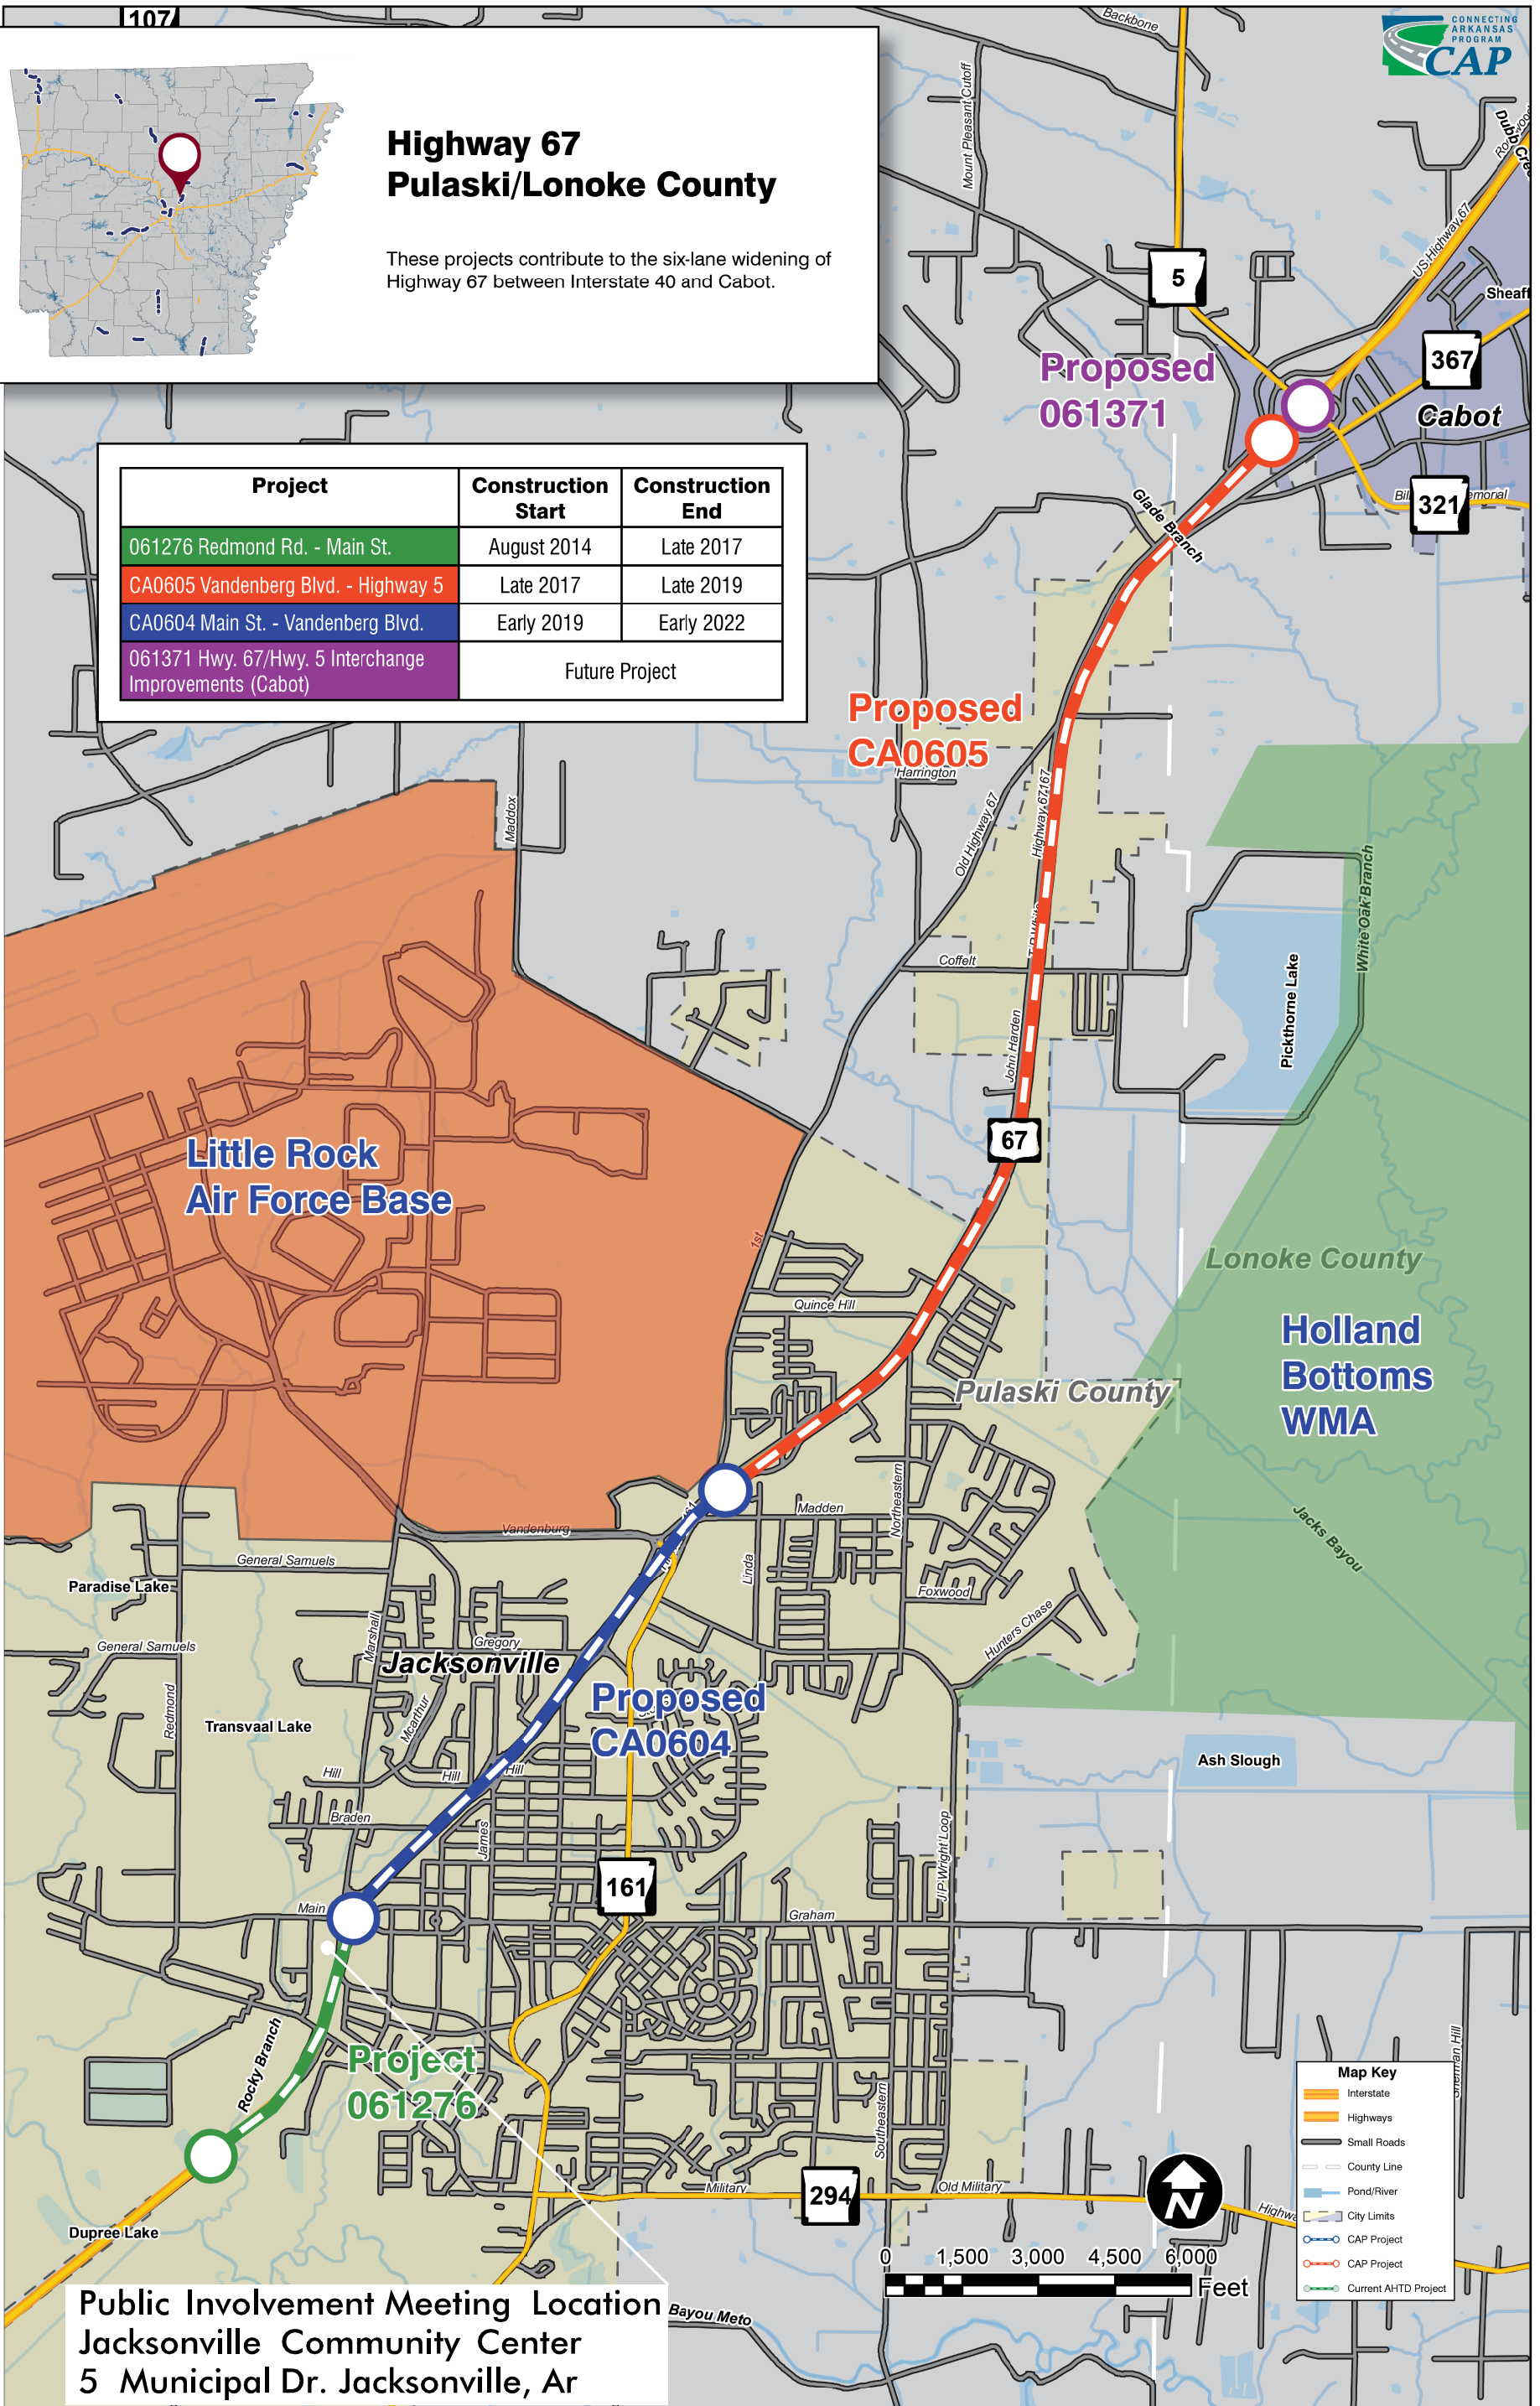 107
Backbone
CONNECTING
ARKANSAS
PROGRAM
CAP
Highway 67
Pulaski/Lonoke County
These projects contribute to the six-lane widening of
Highway 67 between Interstate 40 and Cabot.
Mount Pleasant Cutoff
US Highway 67
5
Sheaff
367
Cabot
Proposed
061371
321
Glade Branch
Project
Construction
Start
Construction
End
061276 Redmond Rd. - Main St.
August 2014
Late 2017
CA0605 Vandenberg Blvd. - Highway 5
Late 2017
Late 2019
CA0604 Main St. - Vandenberg Blvd.
Early 2019
Early 2022
061371 Hwy. 67/Hwy. 5 Interchange
Improvements (Cabot)
Future Project
Proposed
CA0605
Harrington
Maddox
Old Highway 67
Highway 67;167
White Oak Branch
Coffelt
Pickthorne Lake
John Harden
67
Little Rock
Air Force Base
1st
Lonoke County
Quince Hill
Holland
Bottoms
WMA
Pulaski County
Madden
Northeastern
Vandenburg
Jacks Bayou
General Samuels
Linda
Paradise Lake
Foxwood
Hunters Chase
Marshall
General Samuels
Gregory
Jacksonville
Redmond
Mcarthur
Transvaal Lake
Proposed
CA0604
Ash Slough
Hill
Hill
Hill
Braden
James
J P Wright Loop
161
Main
Graham
Rocky Branch
Project
061276
Southeastern
Map Key
Interstate
Highways
Small Roads
County Line
Pond/River
City Limits
CAP Project
CAP Project
Current AHTD Project
Military
294
Old Military
N
Dupree Lake
0 1,500 3,000 4,500 6,000
Feet
Public Involvement Meeting Location
Jacksonville Community Center
5 Municipal Dr. Jacksonville, Ar
Bayou Meto